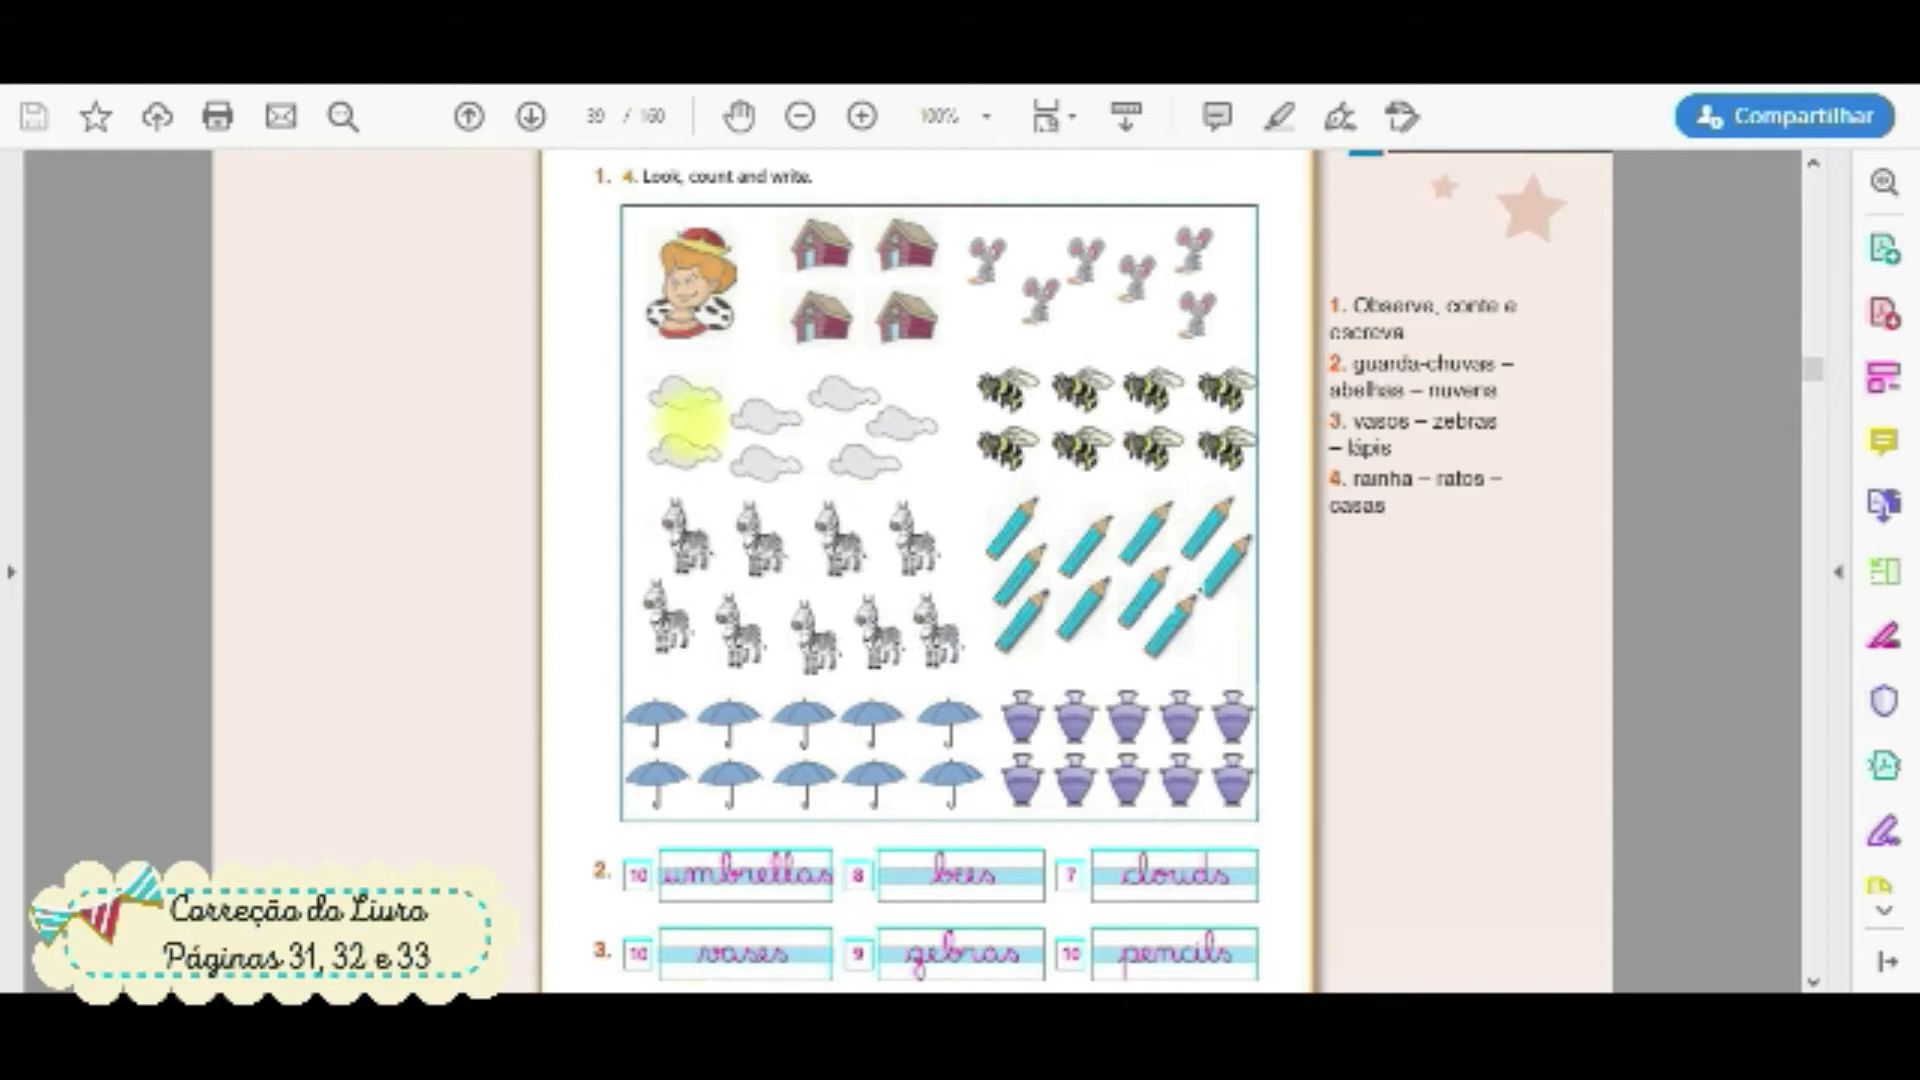 39 / 160
100%
Compartilhar
1. 4. Look, count and write.
1. Observe, conte e
escreva
2. guarda-chuvas –
abelhas – nuvens
3. vasos – zebras
– lápis
4. rainha – ratos –
casas
2. 10 umbrellas 8 bees 7 clouds
3. 10 vases 9 zebras 10 pencils
Correção do Livro
Páginas 31, 32 e 33